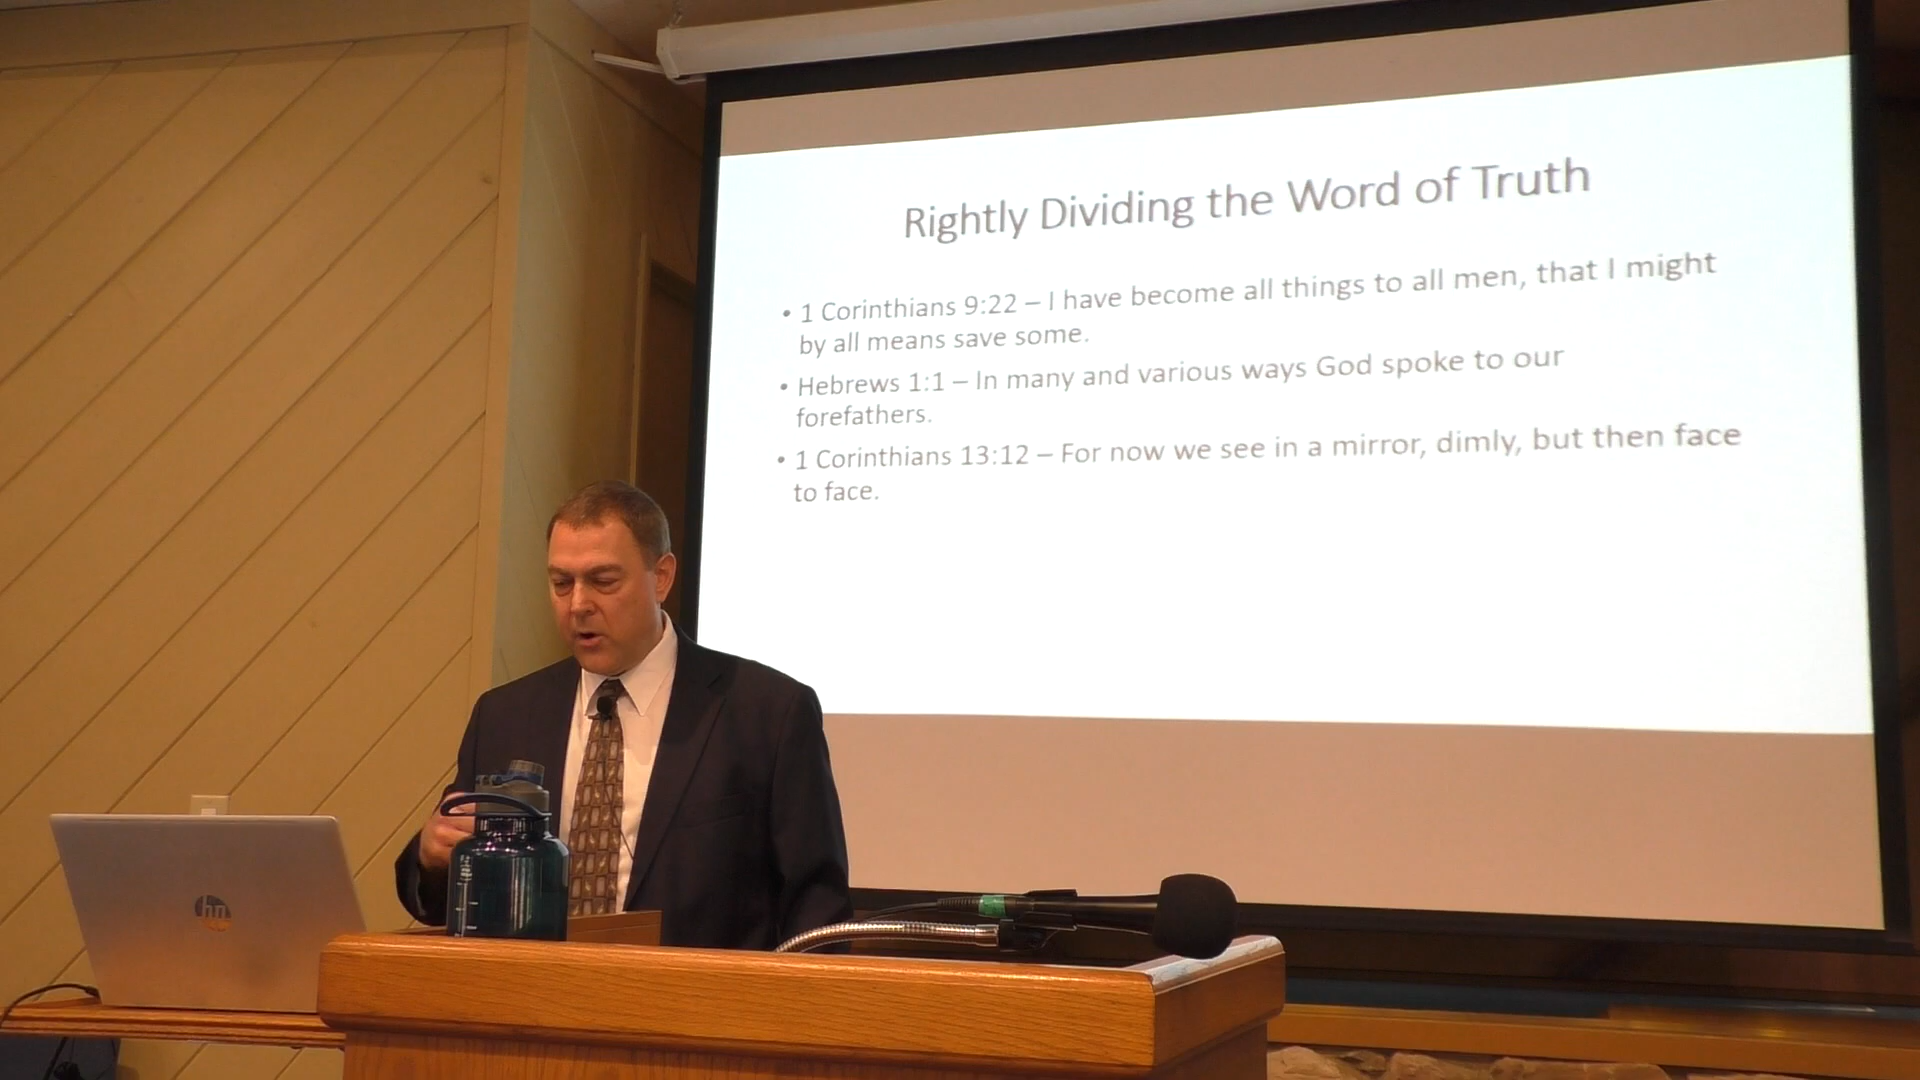 Rightly Dividing the Word of Truth
• 1 Corinthians 9:22 – I have become all things to all men, that I might
by all means save some.
• Hebrews 1:1 – In many and various ways God spoke to our
forefathers.
• 1 Corinthians 13:12 – For now we see in a mirror, dimly, but then face
to face.
hp